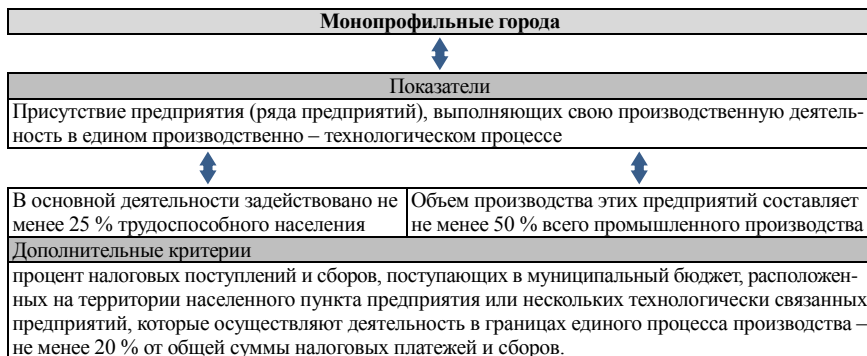 Монопрофильные города
Показатели
Присутствие предприятия (ряда предприятий), выполняющих свою производственную деятель-
ность в едином производственно – технологическом процессе
В основной деятельности задействовано не
менее 25 % трудоспособного населения
Объем производства этих предприятий составляет
не менее 50 % всего промышленного производства
Дополнительные критерии
процент налоговых поступлений и сборов, поступающих в муниципальный бюджет, расположен-
ных на территории населенного пункта предприятия или нескольких технологически связанных
предприятий, которые осуществляют деятельность в границах единого процесса производства –
не менее 20 % от общей суммы налоговых платежей и сборов.